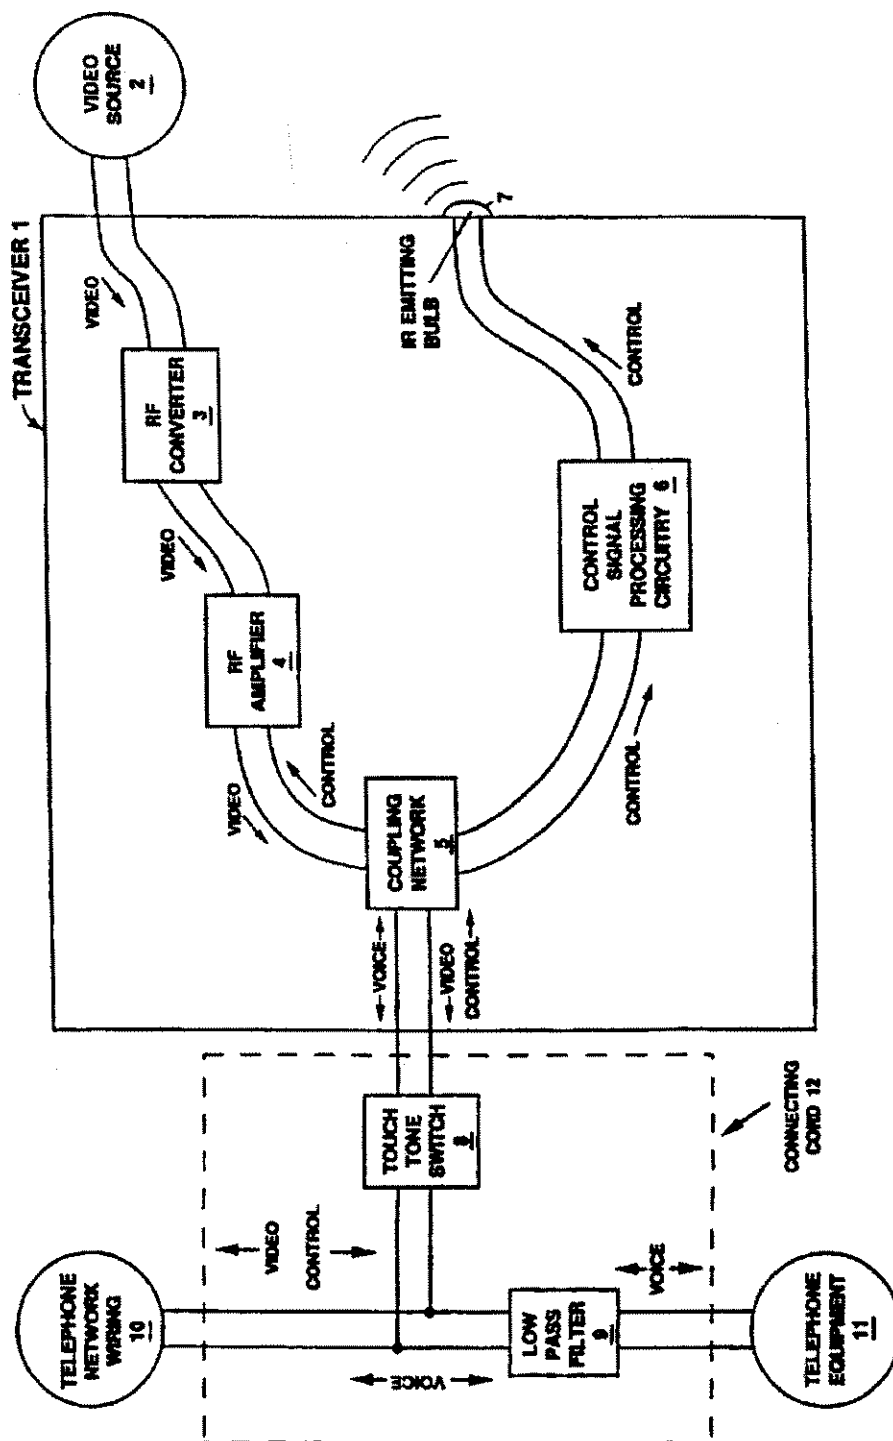 TRANSCEIVER 1
VIDEO
SOURCE
2
VIDEO
RF
CONVERTER
3
VIDEO
RF
AMPLIFIER
4
VIDEO
CONTROL
COUPLING
NETWORK
5
IR EMITTING
BULB
7
CONTROL
CONTROL
SIGNAL
PROCESSING
CIRCUITRY 6
CONTROL
VOICE
VIDEO
CONTROL
TOUCH
TONE
SWITCH
8
VIDEO
CONTROL
TELEPHONE
NETWORK
WIRING
10
VOICE
LOW
PASS
FILTER
9
VOICE
TELEPHONE
EQUIPMENT
11
CONNECTING
CORD 12